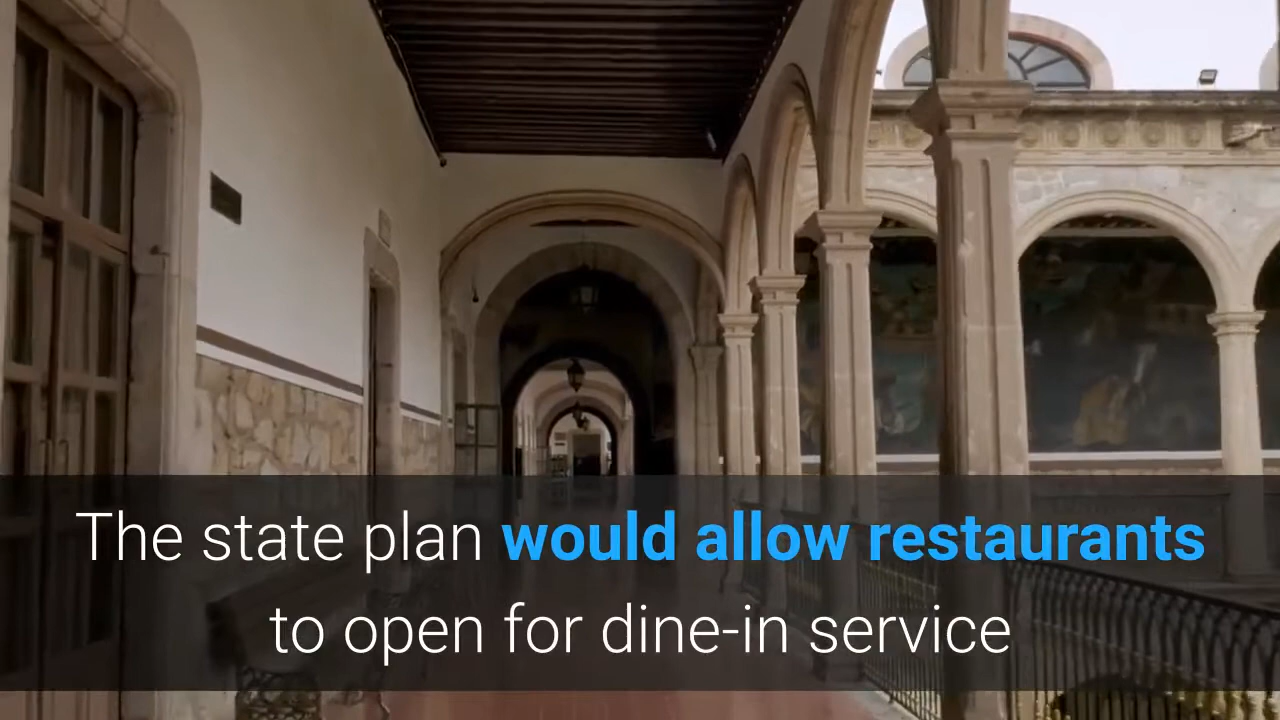 The state plan would allow restaurants
to open for dine-in service